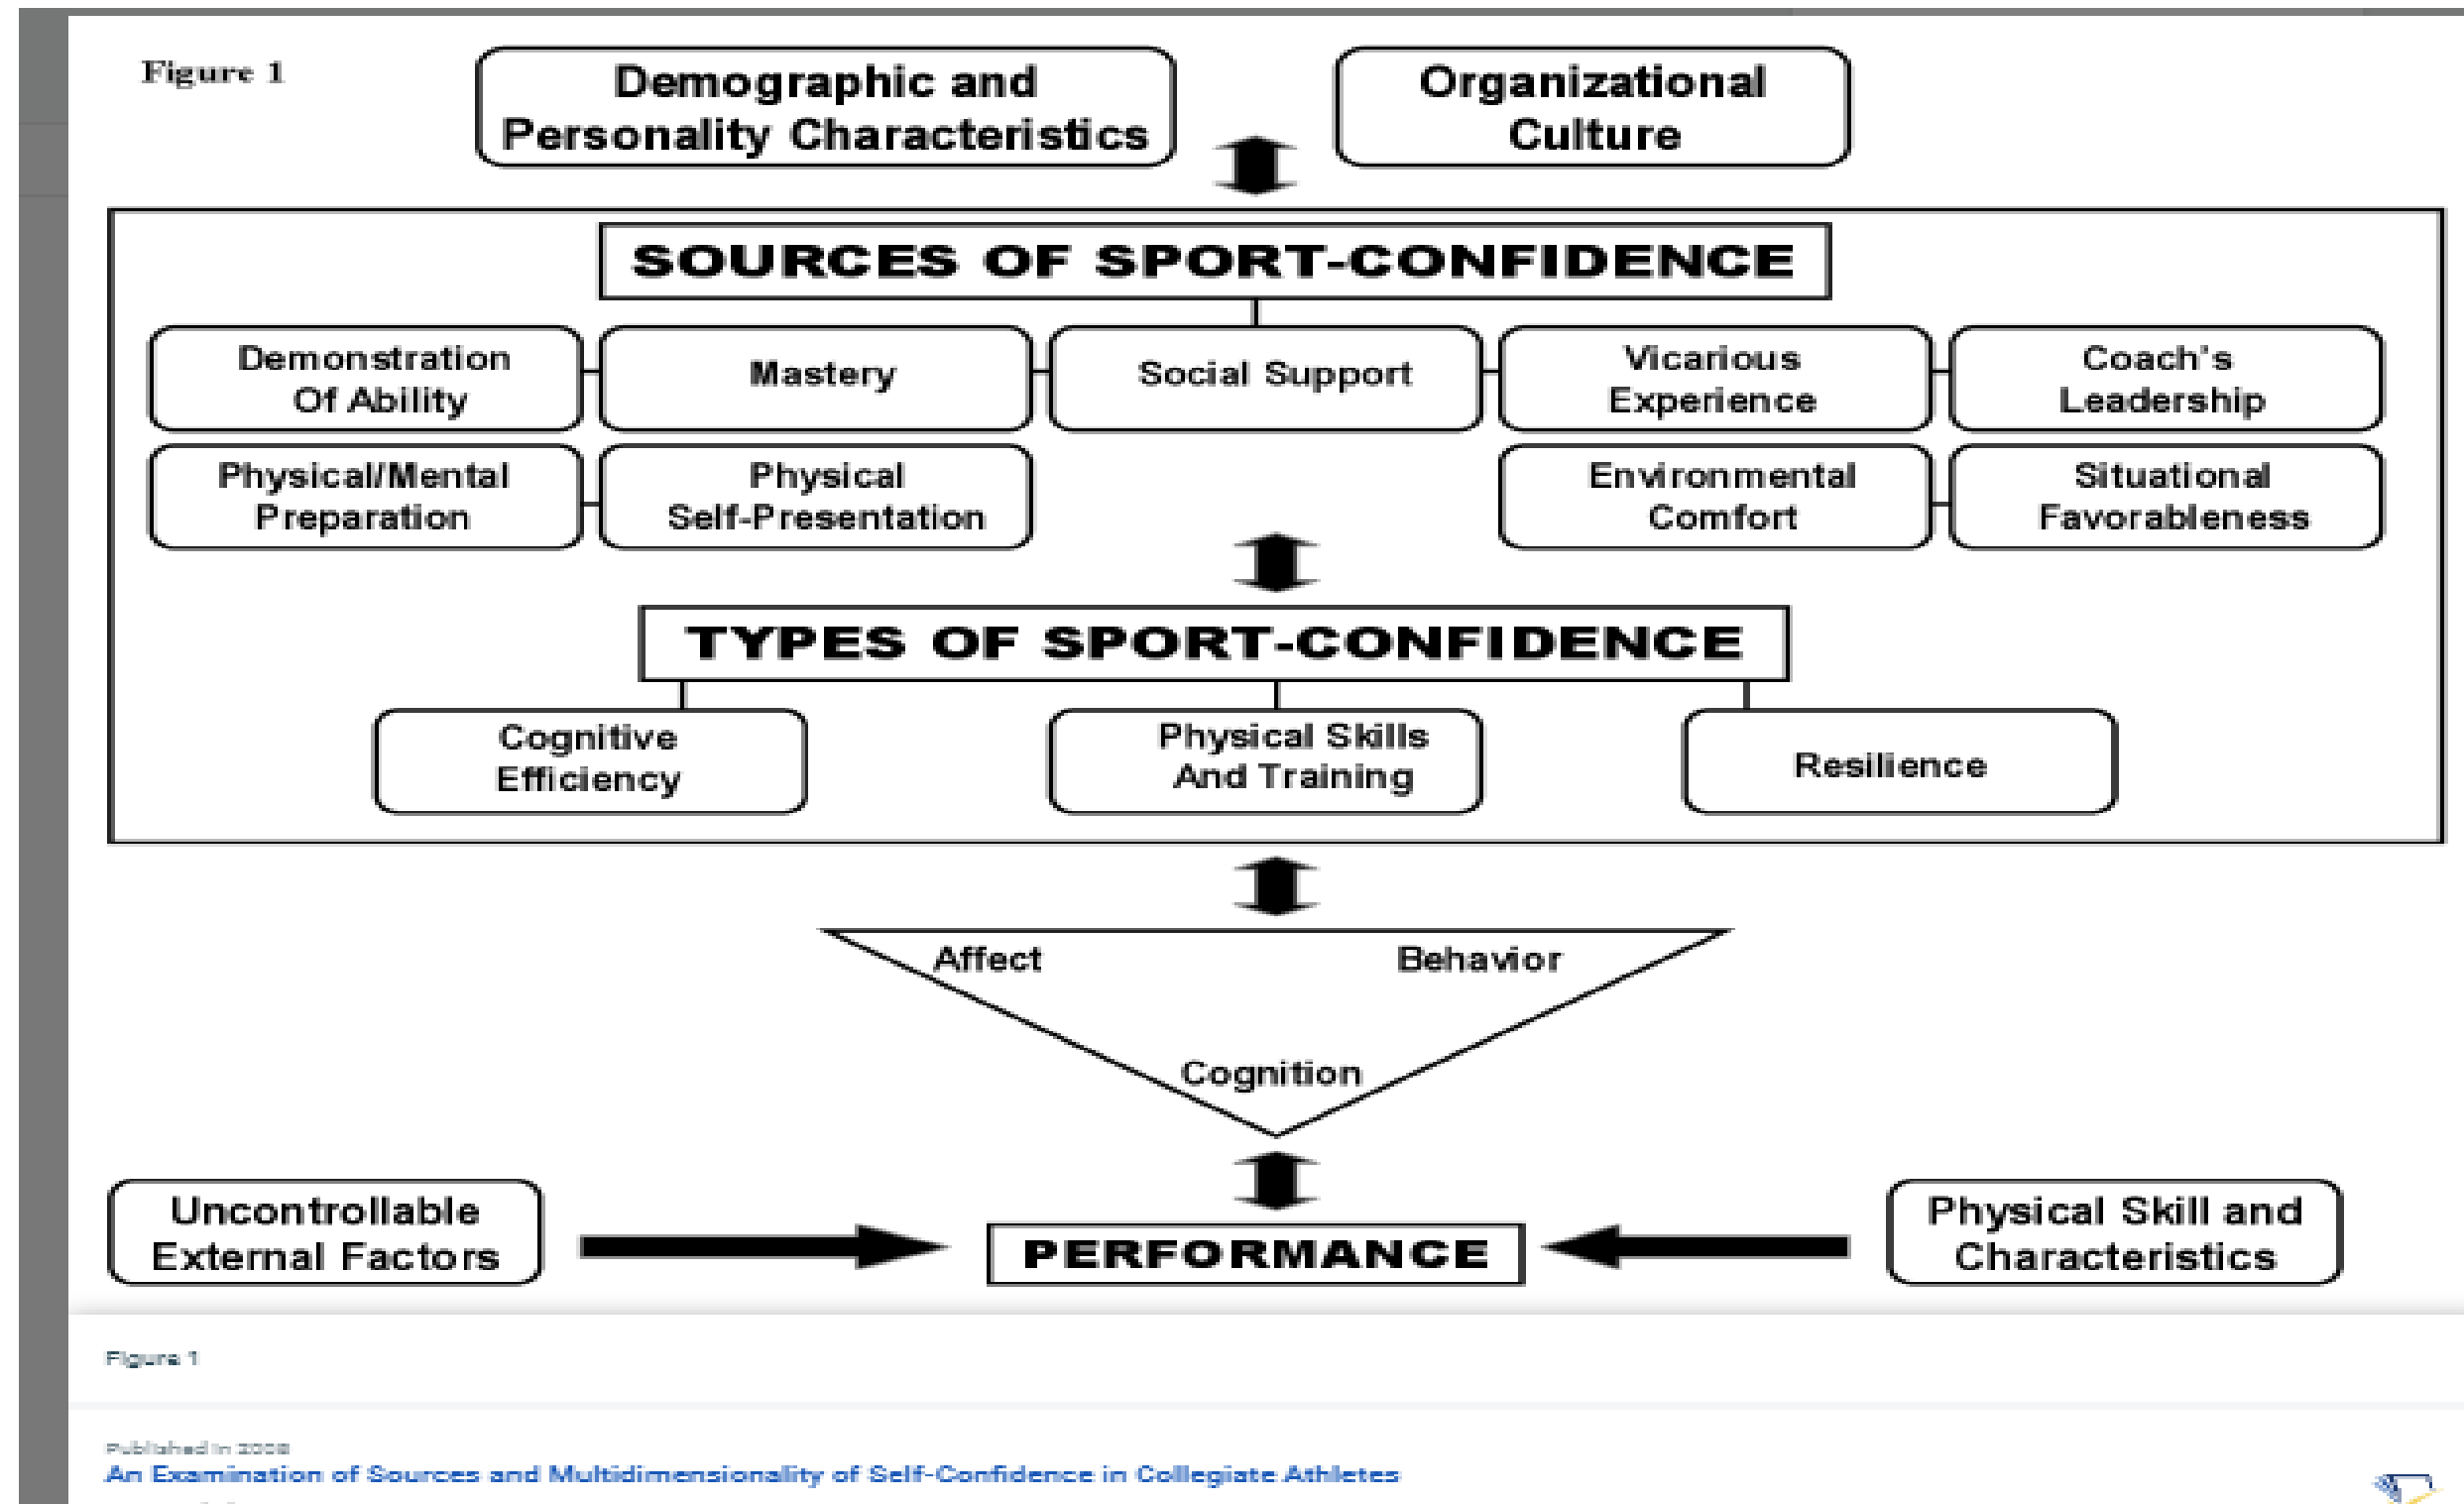 Figure 1
Demographic and
Personality Characteristics
Organizational
Culture
SOURCES OF SPORT-CONFIDENCE
Demonstration
Of Ability
Mastery
Social Support
Vicarious
Experience
Coach's
Leadership
Physical/Mental
Preparation
Physical
Self-Presentation
Environmental
Comfort
Situational
Favorableness
TYPES OF SPORT-CONFIDENCE
Cognitive
Efficiency
Physical Skills
And Training
Resilience
Affect
Behavior
Cognition
Uncontrollable
External Factors
PERFORMANCE
Physical Skill and
Characteristics
Figure 1
Published in 2008
An Examination of Sources and Multidimensionality of Self-Confidence in Collegiate Athletes